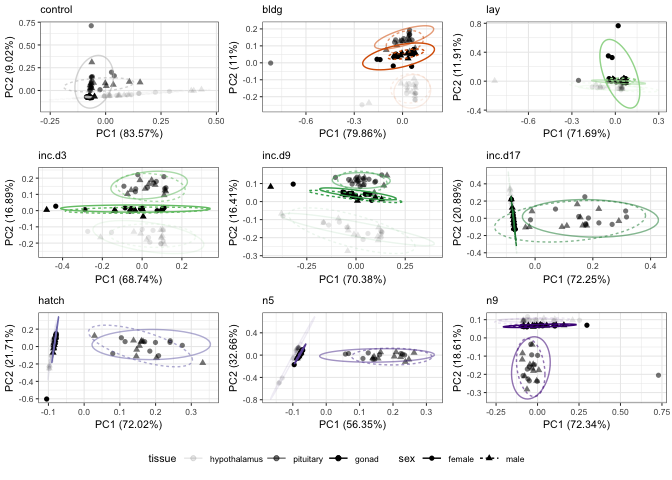 control
bldg
lay
0.75
0.50
0.25
0.00
PC2 (9.02%)
-0.25
0.00
0.25
0.50
PC1 (83.57%)
0.2
0.1
0.0
-0.1
-0.2
PC2 (11%)
-0.5
0.0
PC1 (79.86%)
0.8
0.4
0.0
-0.4
PC2 (11.91%)
-0.5
0.0
0.5
PC1 (71.69%)
inc.d3
inc.d9
inc.d17
0.2
0.1
0.0
-0.1
-0.2
PC2 (16.89%)
-0.4
-0.2
0.0
0.2
PC1 (68.74%)
0.1
0.0
-0.1
-0.2
-0.3
PC2 (16.41%)
-0.25
0.00
0.25
PC1 (70.38%)
0.4
0.2
0.0
-0.2
-0.4
PC2 (20.89%)
0.0
0.2
0.4
PC1 (72.25%)
hatch
n5
n9
0.2
0.0
-0.2
-0.4
-0.6
PC2 (21.71%)
-0.1
0.0
0.1
0.2
0.3
PC1 (72.02%)
0.4
0.0
-0.4
-0.8
PC2 (32.66%)
-0.1
0.0
0.1
0.2
0.3
PC1 (56.35%)
0.1
0.0
-0.1
-0.2
-0.3
PC2 (18.61%)
-0.25
0.00
0.25
0.50
0.75
PC1 (72.34%)
tissue hypothalamus pituitary gonad sex female male